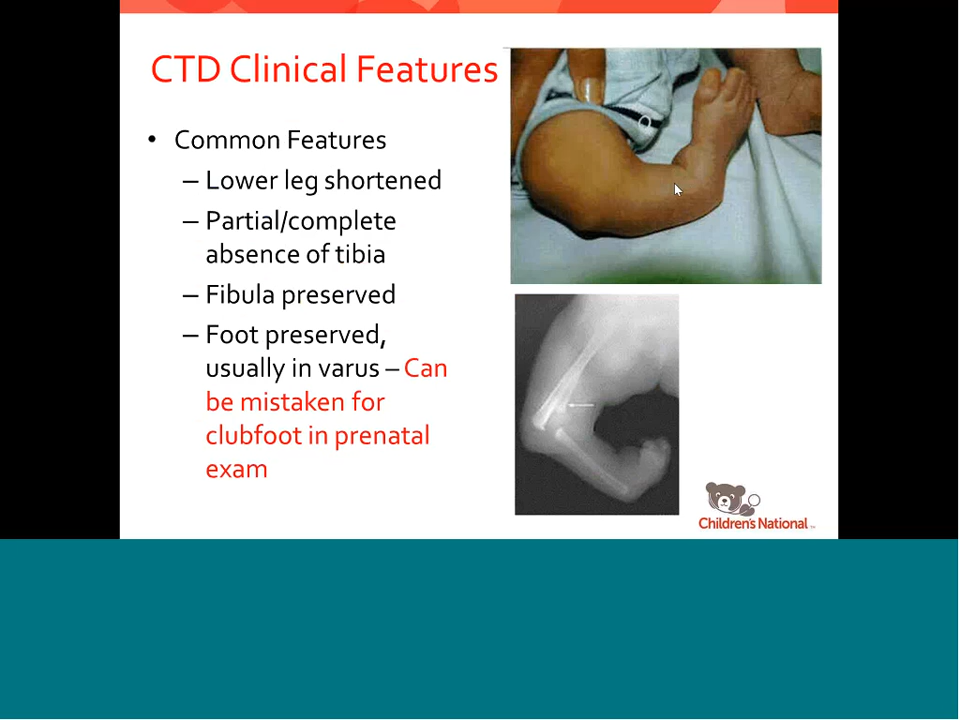 CTD Clinical Features
• Common Features
– Lower leg shortened
– Partial/complete
absence of tibia
– Fibula preserved
– Foot preserved,
usually in varus – Can
be mistaken for
clubfoot in prenatal
exam
Children's National™